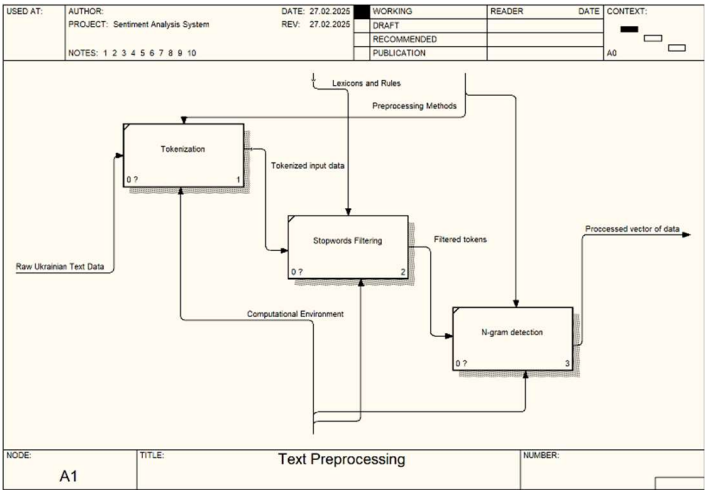 USED AT:
AUTHOR:
DATE: 27.02.2025
WORKING
READER
DATE
CONTEXT:
PROJECT: Sentiment Analysis System
REV: 27.02.2025
DRAFT
RECOMMENDED
NOTES: 1 2 3 4 5 6 7 8 9 10
PUBLICATION
A0
Lexicons and Rules
Preprocessing Methods
Tokenization
0 ?
1
Tokenized input data
Stopwords Filtering
0 ?
2
Filtered tokens
Proccessed vector of data
Raw Ukrainian Text Data
Computational Environment
N-gram detection
0 ?
3
NODE:
A1
TITLE:
Text Preprocessing
NUMBER: